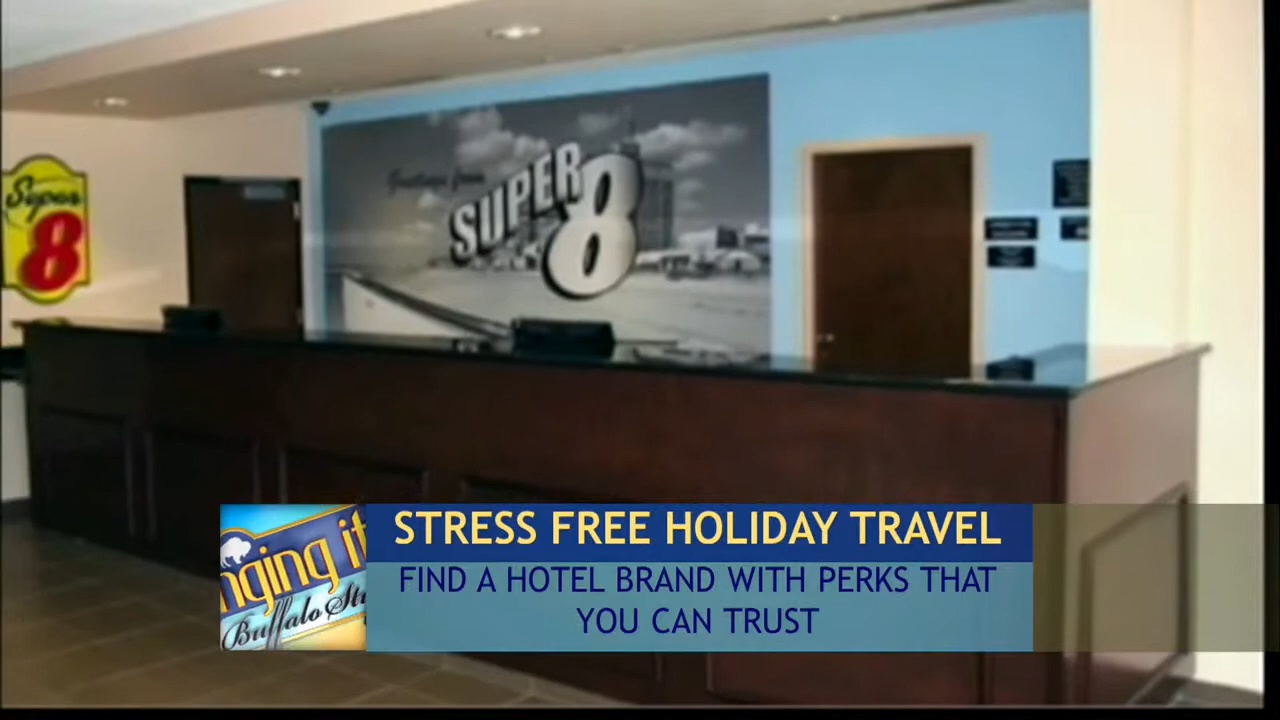 Super
8
Greetings from
SUPER 8
STRESS FREE HOLIDAY TRAVEL
FIND A HOTEL BRAND WITH PERKS THAT
YOU CAN TRUST
nging it
Buffalo